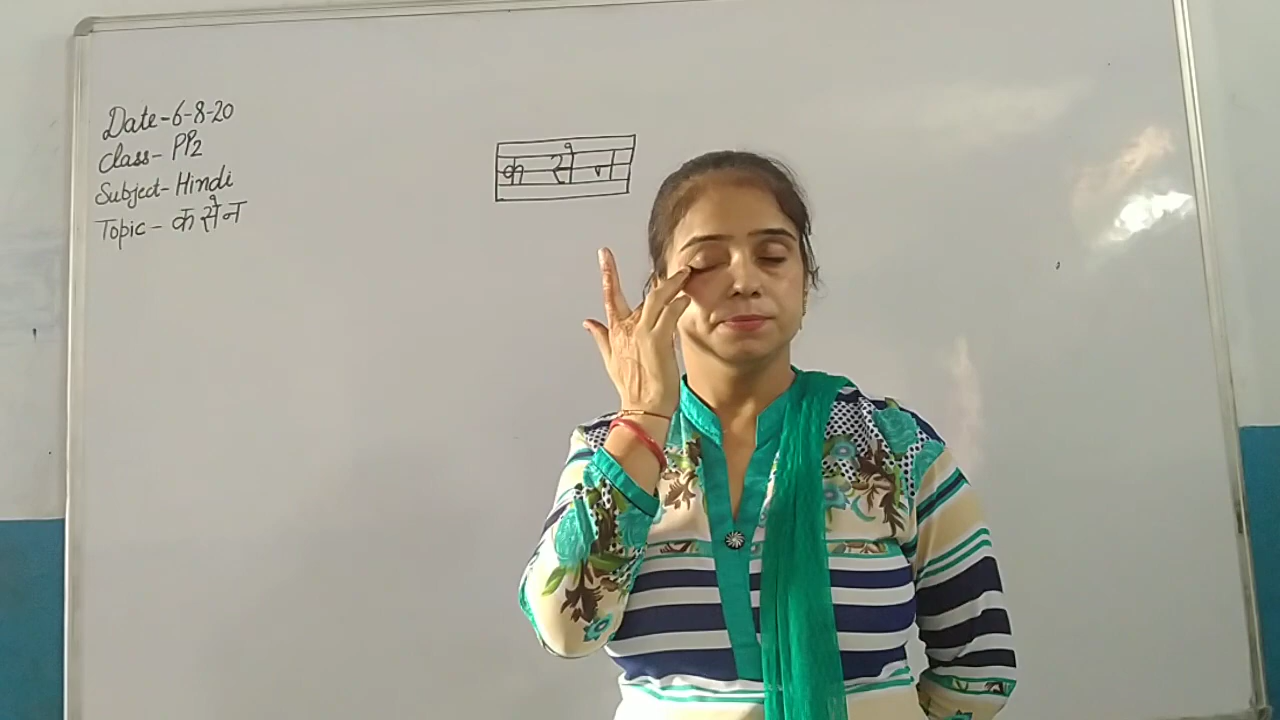 Date-6-8-20
Class- PP2
Subject-Hindi
Topic - क से न
क से न